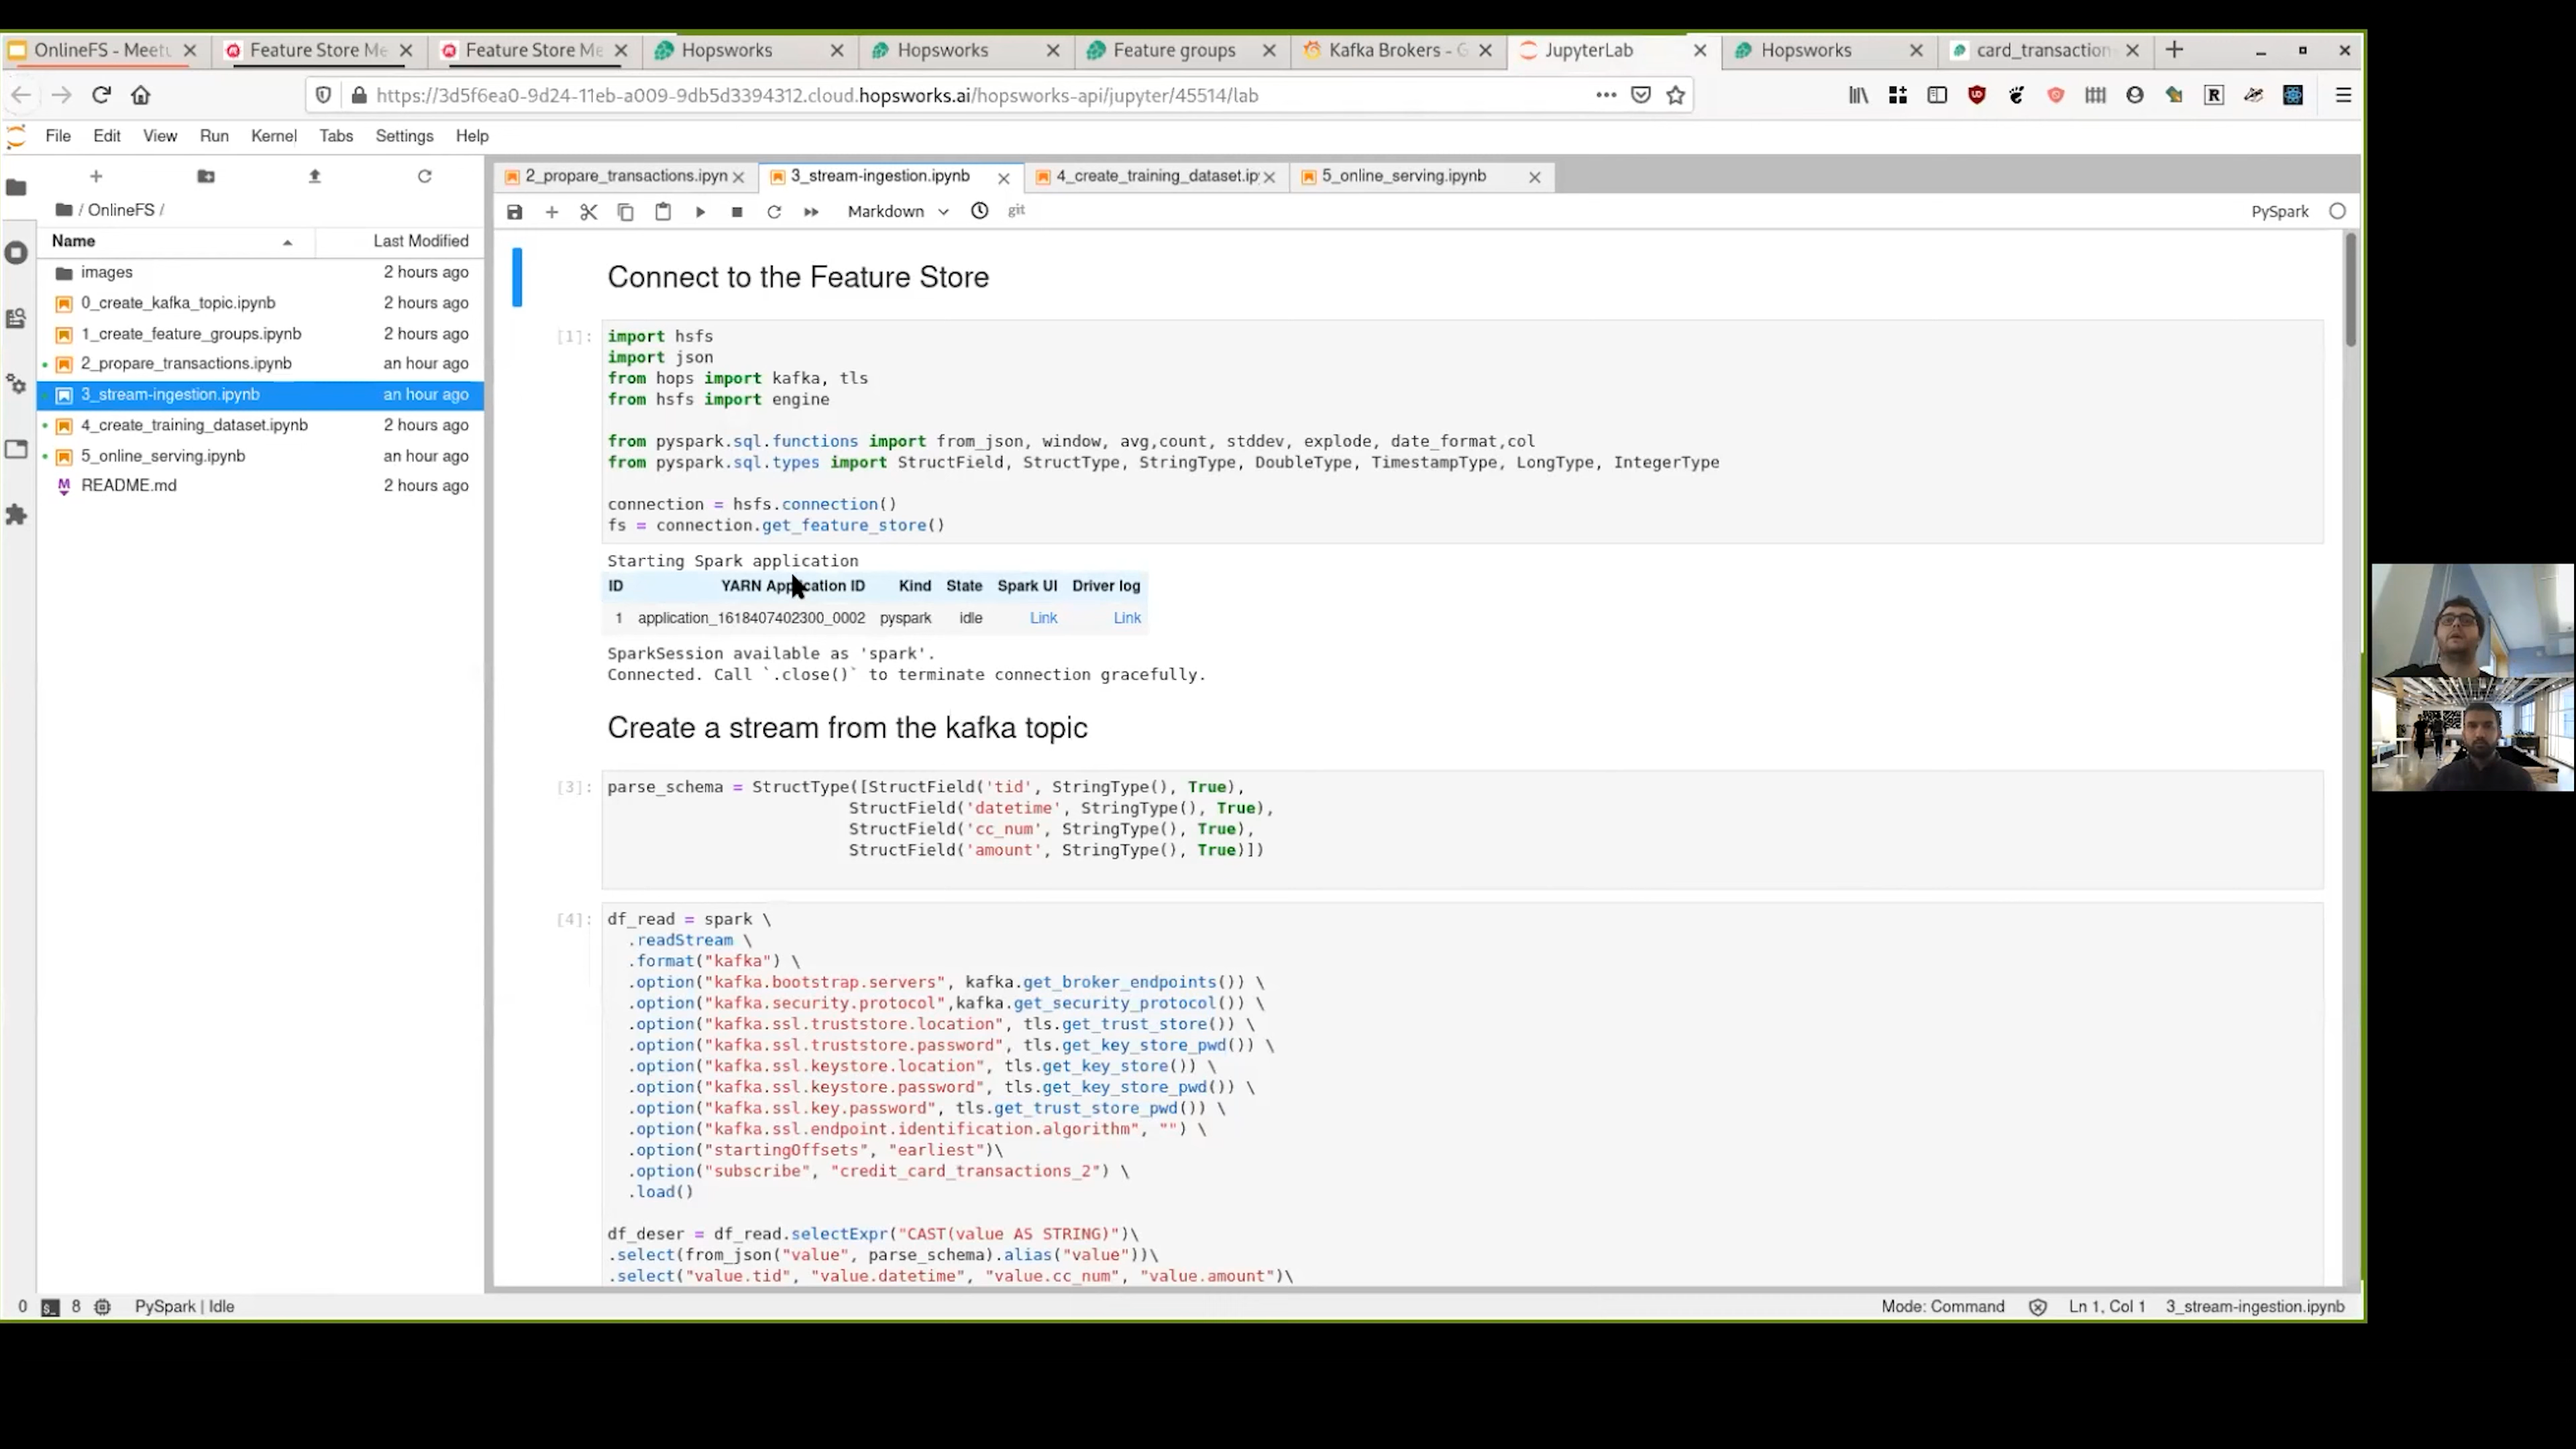 OnlineFS - Meetu
Feature Store Me
Feature Store Me
Hopsworks
Hopsworks
Feature groups
Kafka Brokers - G
JupyterLab
Hopsworks
card_transaction
https://3d5f6ea0-9d24-11eb-a009-9db5d3394312.cloud.hopsworks.ai/hopsworks-api/jupyter/45514/lab
File Edit View Run Kernel Tabs Settings Help
/ OnlineFS /
Name Last Modified
images 2 hours ago
0_create_kafka_topic.ipynb 2 hours ago
1_create_feature_groups.ipynb 2 hours ago
2_propare_transactions.ipynb an hour ago
3_stream-ingestion.ipynb an hour ago
4_create_training_dataset.ipynb 2 hours ago
5_online_serving.ipynb an hour ago
README.md 2 hours ago
2_propare_transactions.ipyn
3_stream-ingestion.ipynb
4_create_training_dataset.ip
5_online_serving.ipynb
Markdown git PySpark
Connect to the Feature Store
[1]:
import hsfs
import json
from hops import kafka, tls
from hsfs import engine
from pyspark.sql.functions import from_json, window, avg,count, stddev, explode, date_format,col
from pyspark.sql.types import StructField, StructType, StringType, DoubleType, TimestampType, LongType, IntegerType
connection = hsfs.connection()
fs = connection.get_feature_store()
Starting Spark application
ID YARN Application ID Kind State Spark UI Driver log
1 application_1618407402300_0002 pyspark idle Link Link
SparkSession available as 'spark'.
Connected. Call `.close()` to terminate connection gracefully.
Create a stream from the kafka topic
[3]:
parse_schema = StructType([StructField('tid', StringType(), True),
StructField('datetime', StringType(), True),
StructField('cc_num', StringType(), True),
StructField('amount', StringType(), True)])
[4]:
df_read = spark \
.readStream \
.format("kafka") \
.option("kafka.bootstrap.servers", kafka.get_broker_endpoints()) \
.option("kafka.security.protocol",kafka.get_security_protocol()) \
.option("kafka.ssl.truststore.location", tls.get_trust_store()) \
.option("kafka.ssl.truststore.password", tls.get_key_store_pwd()) \
.option("kafka.ssl.keystore.location", tls.get_key_store()) \
.option("kafka.ssl.keystore.password", tls.get_key_store_pwd()) \
.option("kafka.ssl.key.password", tls.get_trust_store_pwd()) \
.option("kafka.ssl.endpoint.identification.algorithm", "") \
.option("startingOffsets", "earliest")\
.option("subscribe", "credit_card_transactions_2") \
.load()
df_deser = df_read.selectExpr("CAST(value AS STRING)")\
.select(from_json("value", parse_schema).alias("value"))\
.select("value.tid", "value.datetime", "value.cc_num", "value.amount")\
0 8 PySpark | Idle
Mode: Command Ln 1, Col 1 3_stream-ingestion.ipynb